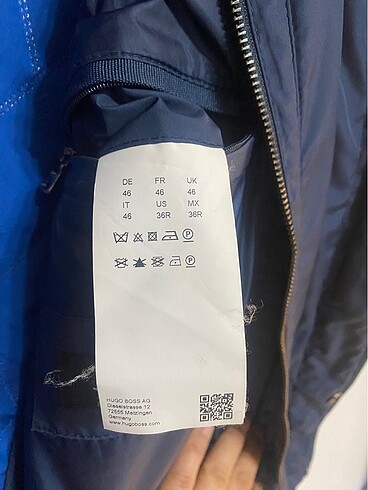 DE FR UK
46 46 46
IT US MX
46 36R 36R
P
P
HUGO BOSS AG
Dieselstrasse 12
72555 Metzingen
Germany
www.hugoboss.com